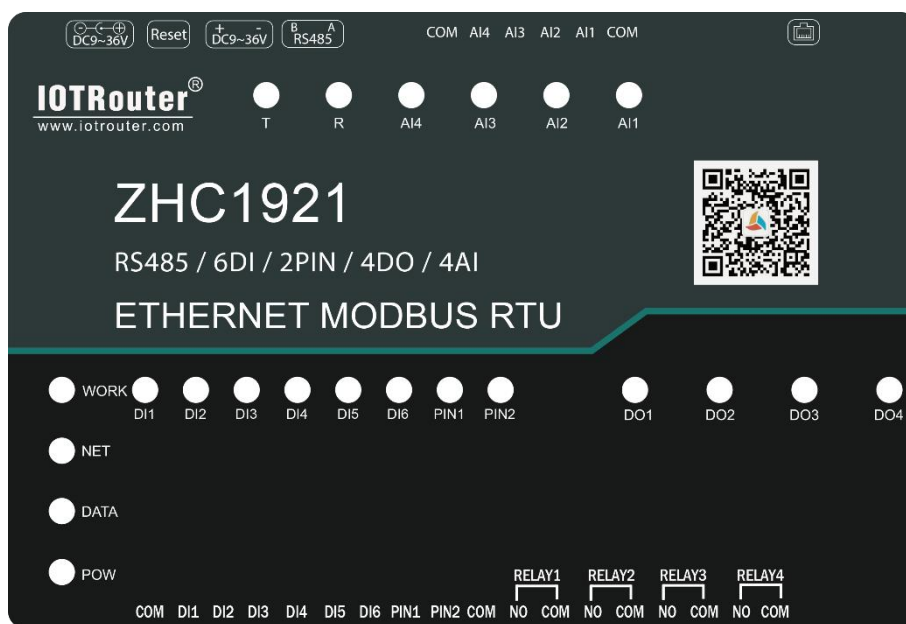 DC9~36V Reset + - DC9~36V B A RS485 COM AI4 AI3 AI2 AI1 COM
IOTRouter®
www.iotrouter.com
T R AI4 AI3 AI2 AI1
ZHC1921
RS485 / 6DI / 2PIN / 4DO / 4AI
ETHERNET MODBUS RTU
WORK
DI1 DI2 DI3 DI4 DI5 DI6 PIN1 PIN2 DO1 DO2 DO3 DO4
NET
DATA
POW
RELAY1 RELAY2 RELAY3 RELAY4
COM DI1 DI2 DI3 DI4 DI5 DI6 PIN1 PIN2 COM NO COM NO COM NO COM NO COM